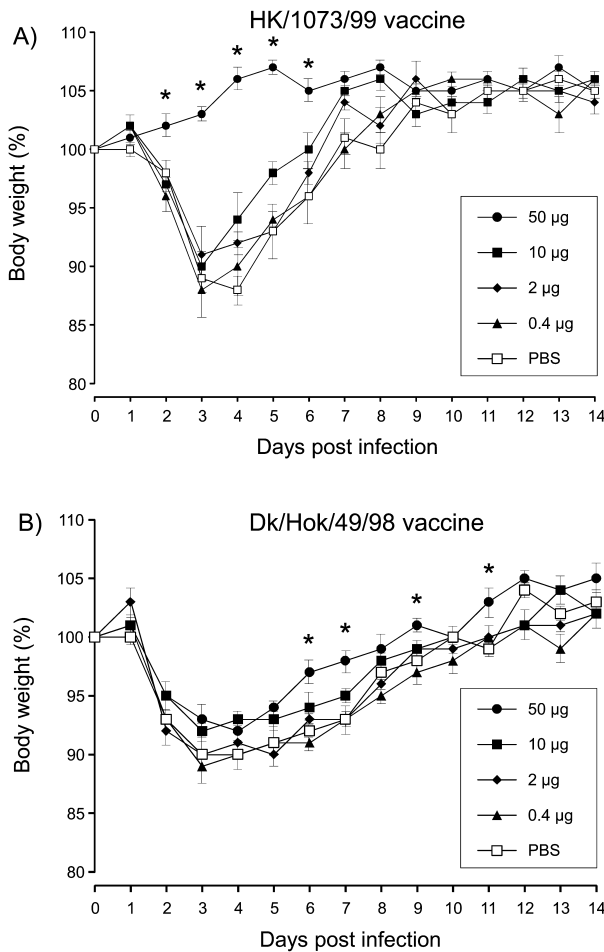 A)
HK/1073/99 vaccine
110
105
100
95
90
85
80
Body weight (%)
* * * * *
50 µg
10 µg
2 µg
0.4 µg
PBS
0 1 2 3 4 5 6 7 8 9 10 11 12 13 14
Days post infection
B)
Dk/Hok/49/98 vaccine
110
105
100
95
90
85
80
Body weight (%)
* * * *
50 µg
10 µg
2 µg
0.4 µg
PBS
0 1 2 3 4 5 6 7 8 9 10 11 12 13 14
Days post infection